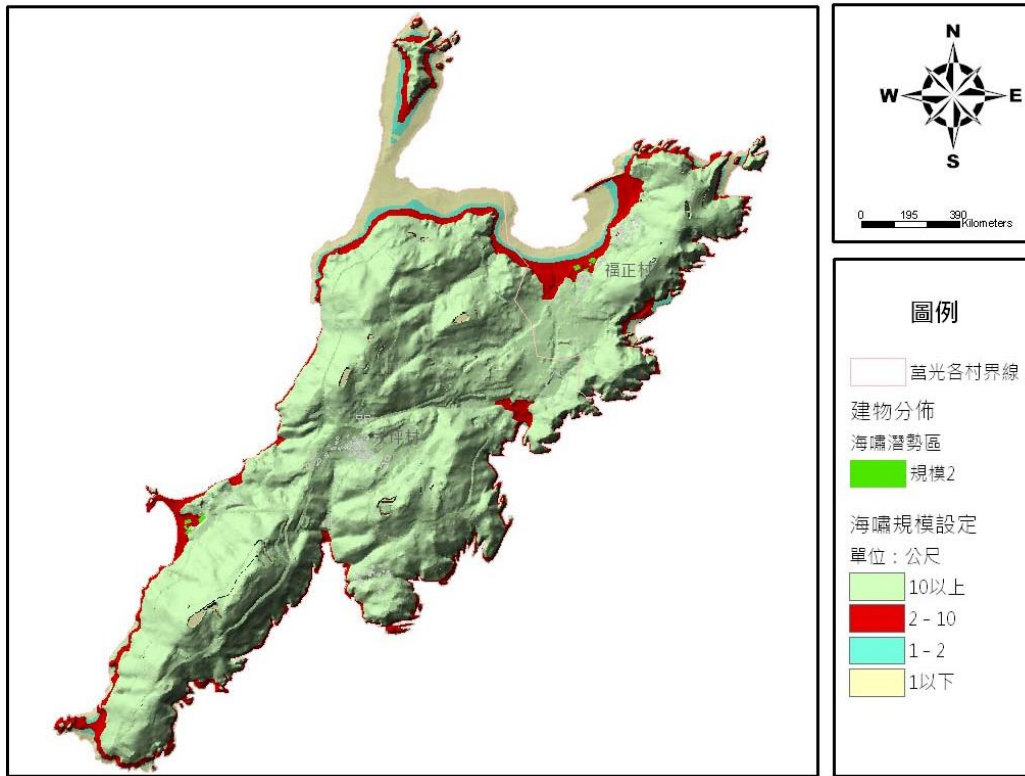 福正村
大坪村
N
W
E
S
0 195 390
Kilometers
圖例
莒光各村界線
建物分佈
海嘯潛勢區
規模2
海嘯規模設定
單位：公尺
10以上
2 - 10
1 - 2
1以下